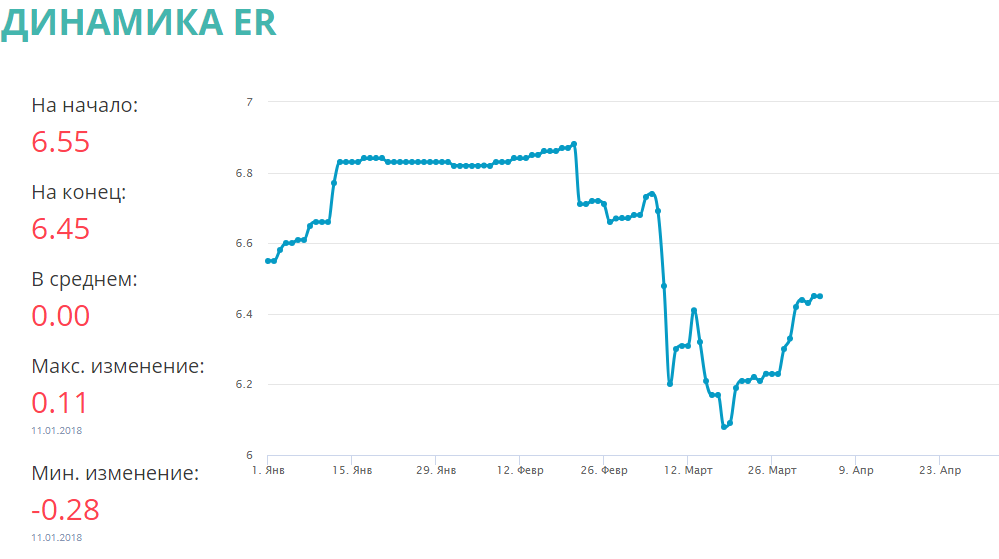 ДИНАМИКА ER
На начало:
6.55
На конец:
6.45
В среднем:
0.00
Макс. изменение:
0.11
11.01.2018
Мин. изменение:
-0.28
11.01.2018
7
6.8
6.6
6.4
6.2
6
1. Янв 15. Янв 29. Янв 12. Февр 26. Февр 12. Март 26. Март 9. Апр 23. Апр